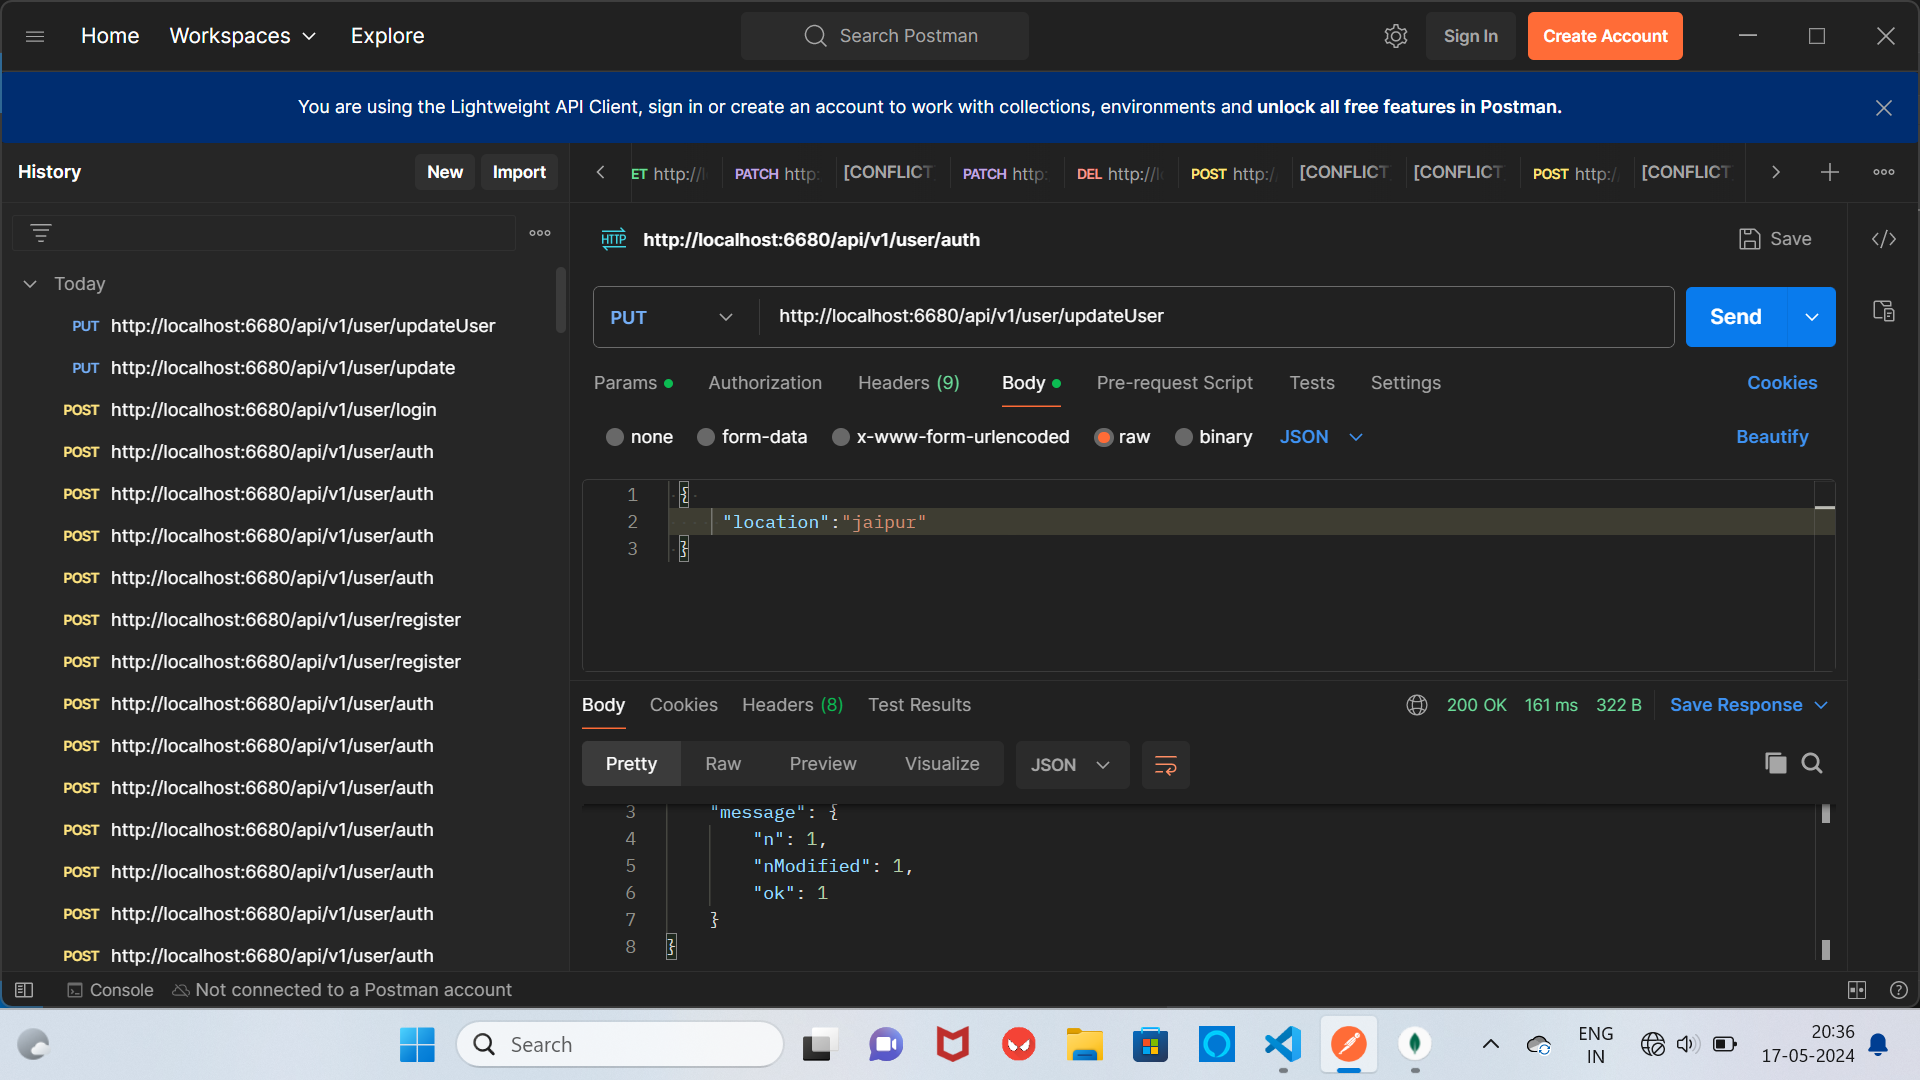 Home Workspaces Explore Search Postman Sign In Create Account
You are using the Lightweight API Client, sign in or create an account to work with collections, environments and unlock all free features in Postman.
History New Import
ET http://l PATCH http: [CONFLICT PATCH http: DEL http://l POST http:/ [CONFLICT [CONFLICT POST http:/ [CONFLICT
Today
PUT http://localhost:6680/api/v1/user/updateUser
PUT http://localhost:6680/api/v1/user/update
POST http://localhost:6680/api/v1/user/login
POST http://localhost:6680/api/v1/user/auth
POST http://localhost:6680/api/v1/user/auth
POST http://localhost:6680/api/v1/user/auth
POST http://localhost:6680/api/v1/user/auth
POST http://localhost:6680/api/v1/user/register
POST http://localhost:6680/api/v1/user/register
POST http://localhost:6680/api/v1/user/auth
POST http://localhost:6680/api/v1/user/auth
POST http://localhost:6680/api/v1/user/auth
POST http://localhost:6680/api/v1/user/auth
POST http://localhost:6680/api/v1/user/auth
POST http://localhost:6680/api/v1/user/auth
POST http://localhost:6680/api/v1/user/auth
HTTP http://localhost:6680/api/v1/user/auth Save
PUT http://localhost:6680/api/v1/user/updateUser Send
Params Authorization Headers (9) Body Pre-request Script Tests Settings Cookies
none form-data x-www-form-urlencoded raw binary JSON Beautify
1 {
2 "location":"jaipur"
3 }
Body Cookies Headers (8) Test Results 200 OK 161 ms 322 B Save Response
Pretty Raw Preview Visualize JSON
3 "message": {
4 "n": 1,
5 "nModified": 1,
6 "ok": 1
7 }
8 }
Console Not connected to a Postman account
Search
ENG
IN
20:36
17-05-2024